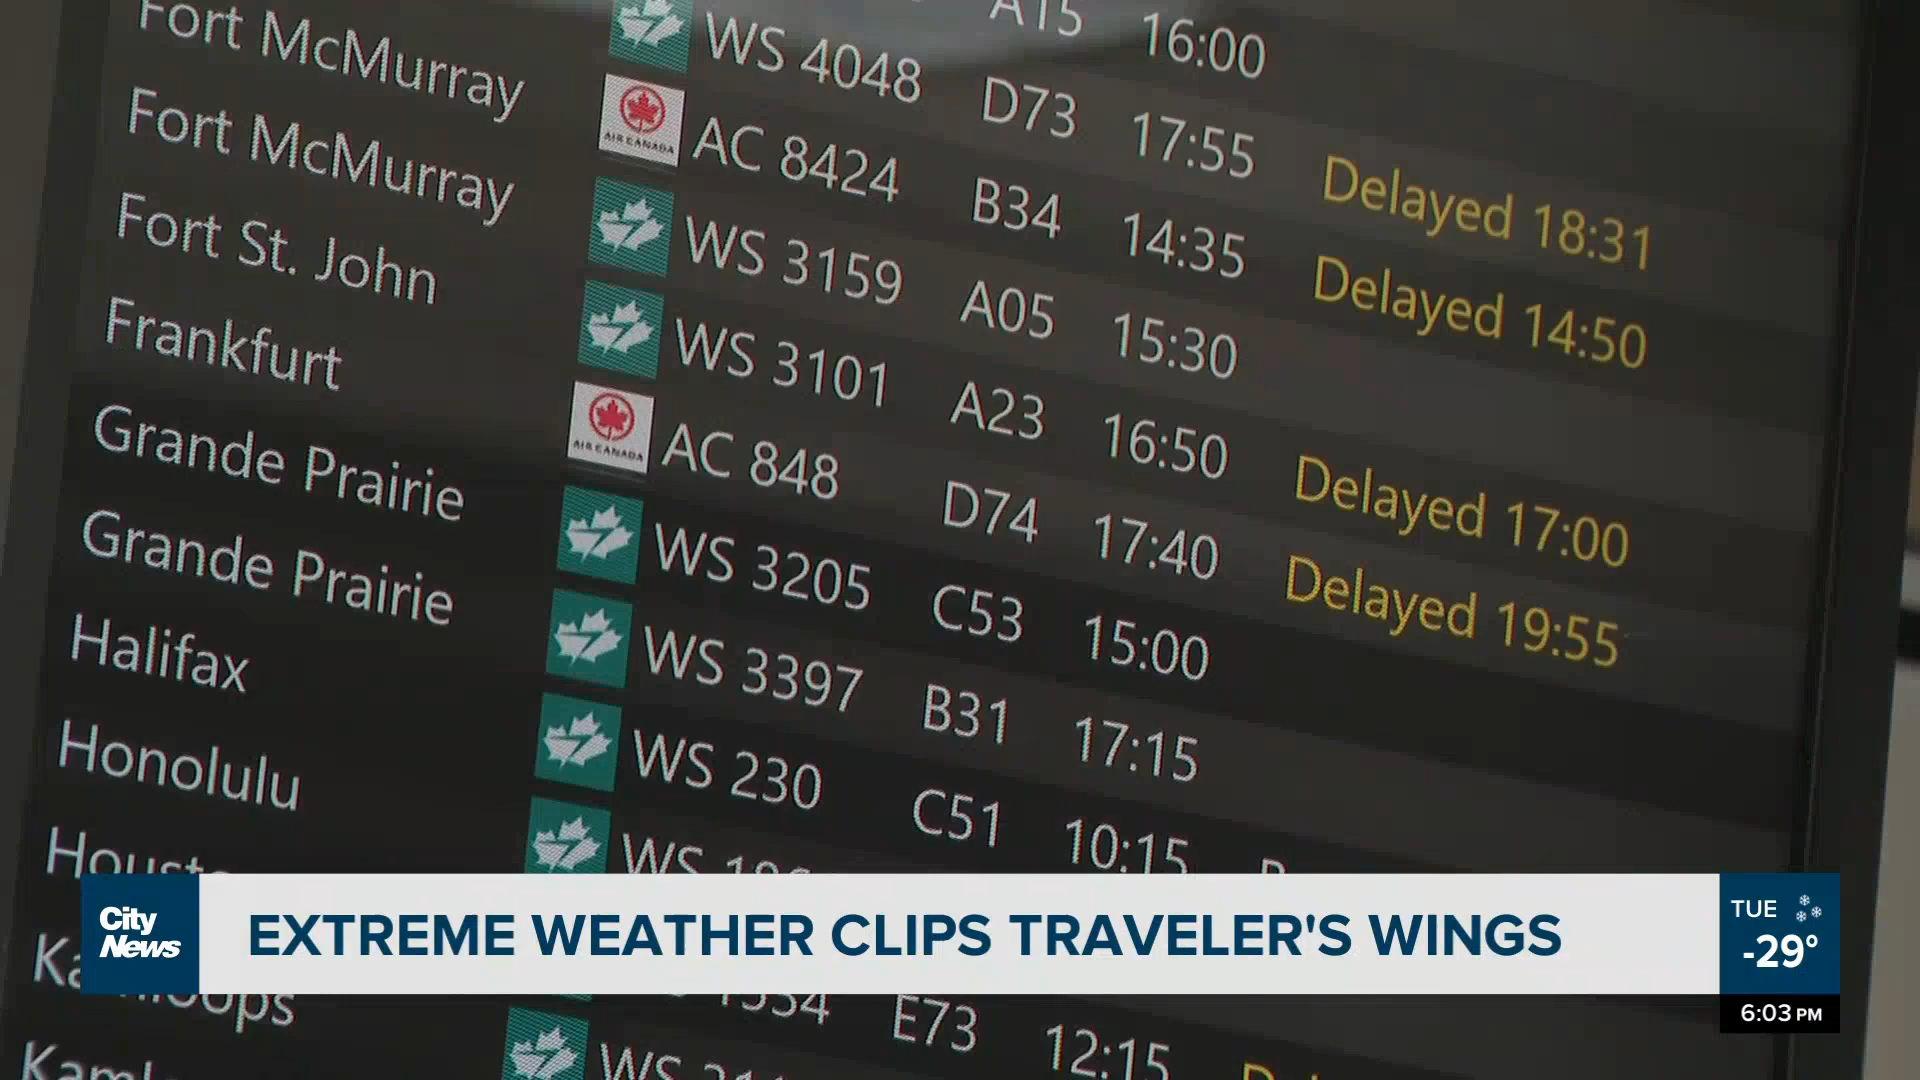 A15 16:00
WS 4048 D73 17:55 Delayed 18:31
Fort McMurray AIR CANADA AC 8424 B34 14:35 Delayed 14:50
Fort McMurray WS 3159 A05 15:30
Fort St. John WS 3101 A23 16:50 Delayed 17:00
Frankfurt AIR CANADA AC 848 D74 17:40 Delayed 19:55
Grande Prairie WS 3205 C53 15:00
Grande Prairie WS 3397 B31 17:15
Halifax WS 230 C51 10:15
Honolulu WS
E73 12:15
Kamloops WS
City News
EXTREME WEATHER CLIPS TRAVELER'S WINGS
TUE
-29°
6:03 PM